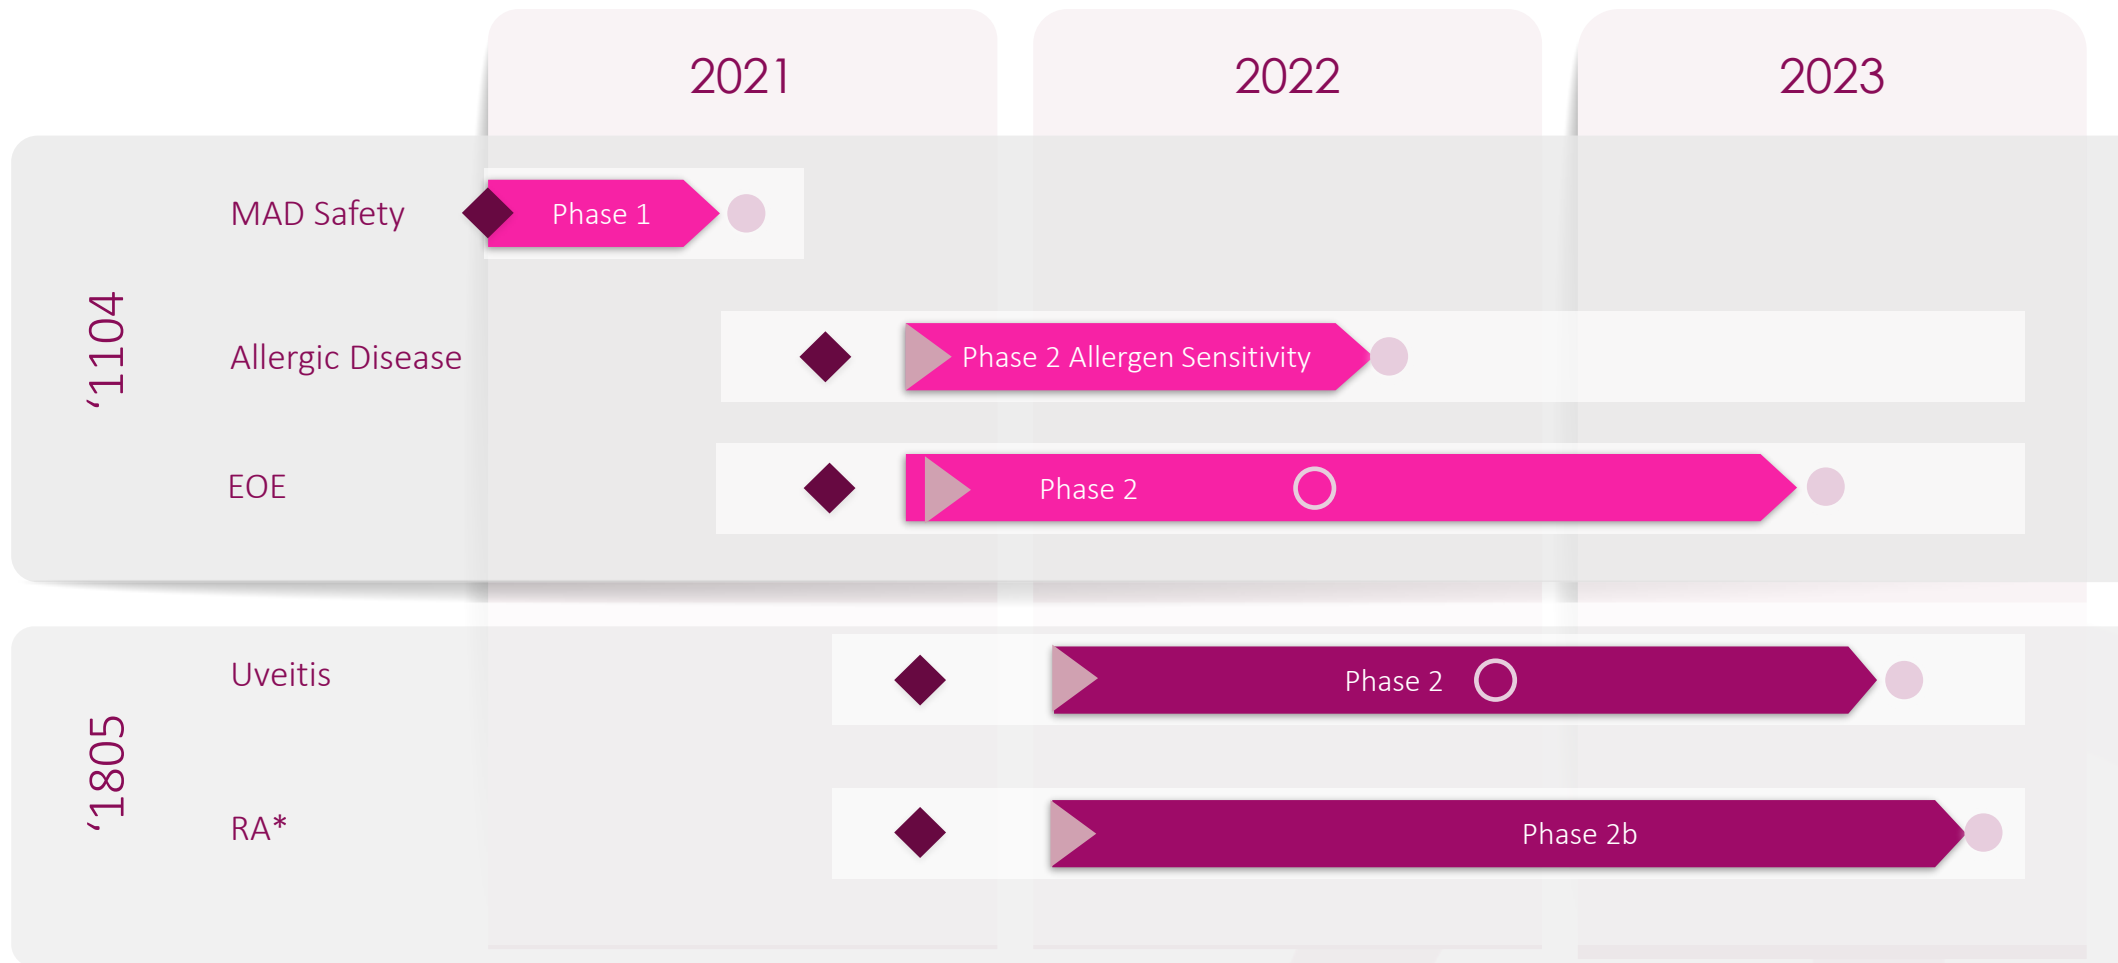 2021
2022
2023
‘1104
MAD Safety
Phase 1
Allergic Disease
Phase 2 Allergen Sensitivity
EOE
Phase 2
‘1805
Uveitis
Phase 2
RA*
Phase 2b